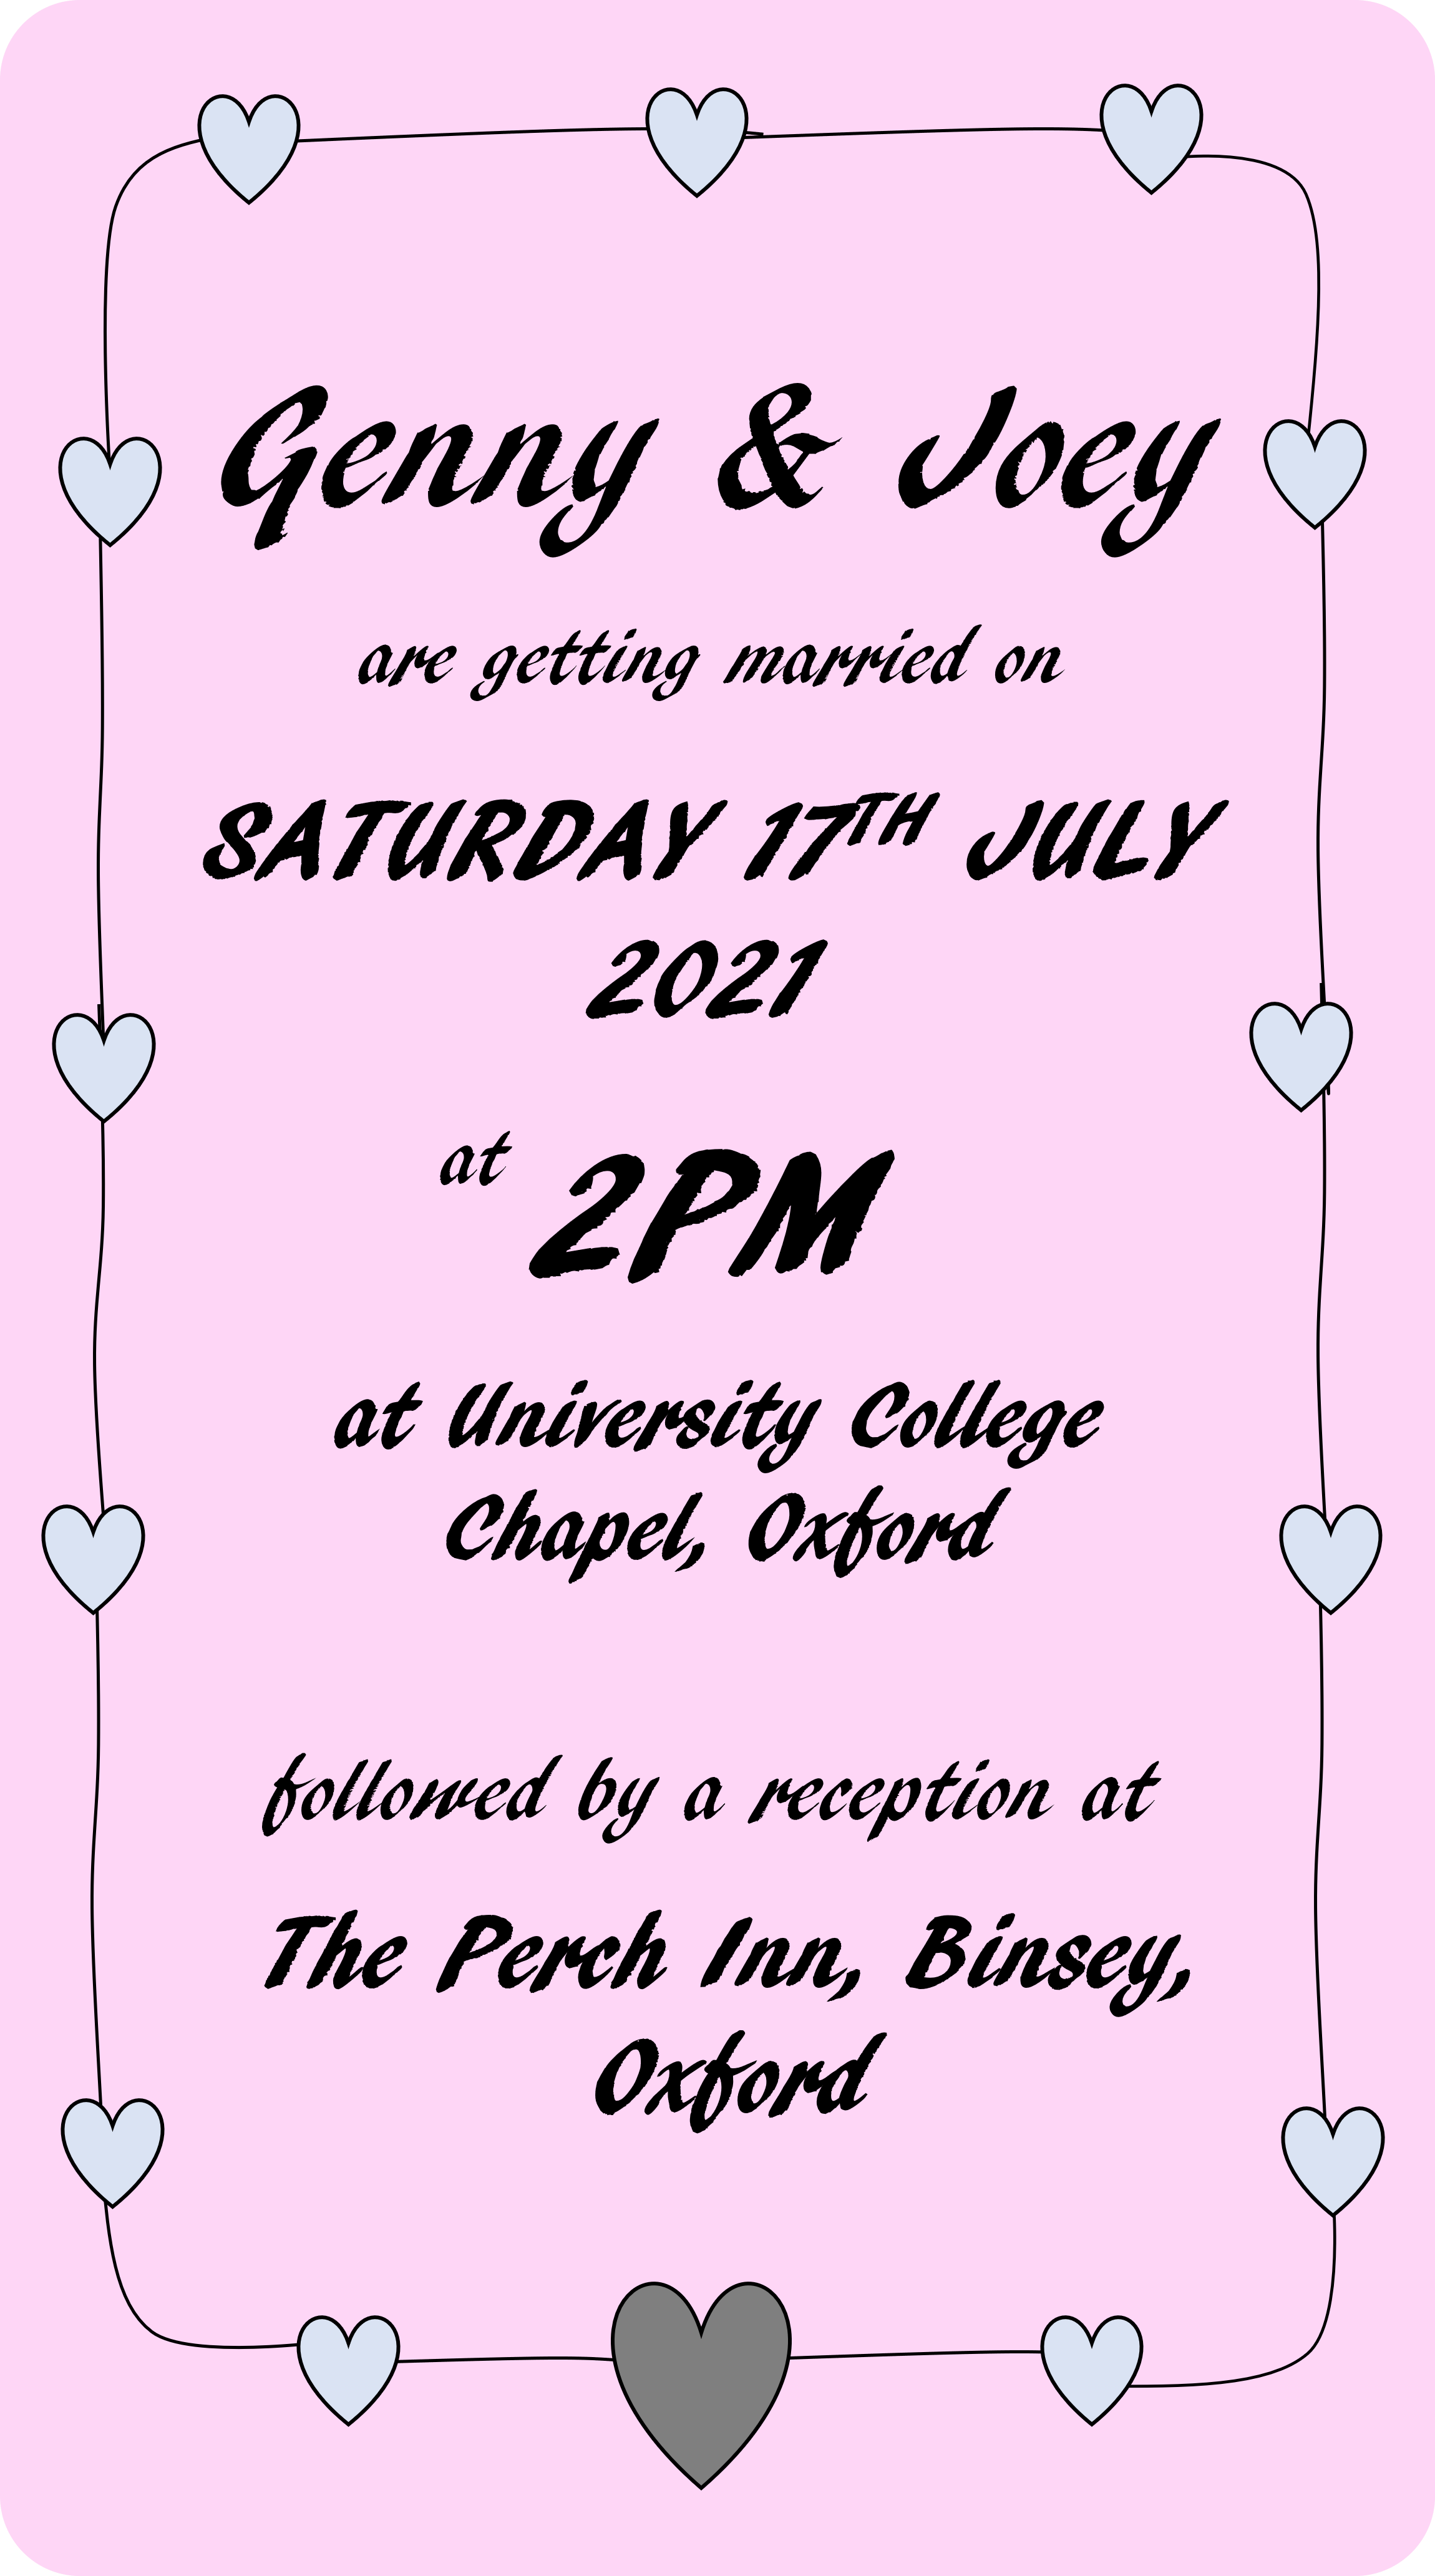 Genny & Joey
are getting married on
SATURDAY 17TH JULY
2021
at 2PM
at University College
Chapel, Oxford
followed by a reception at
The Perch Inn, Binsey,
Oxford